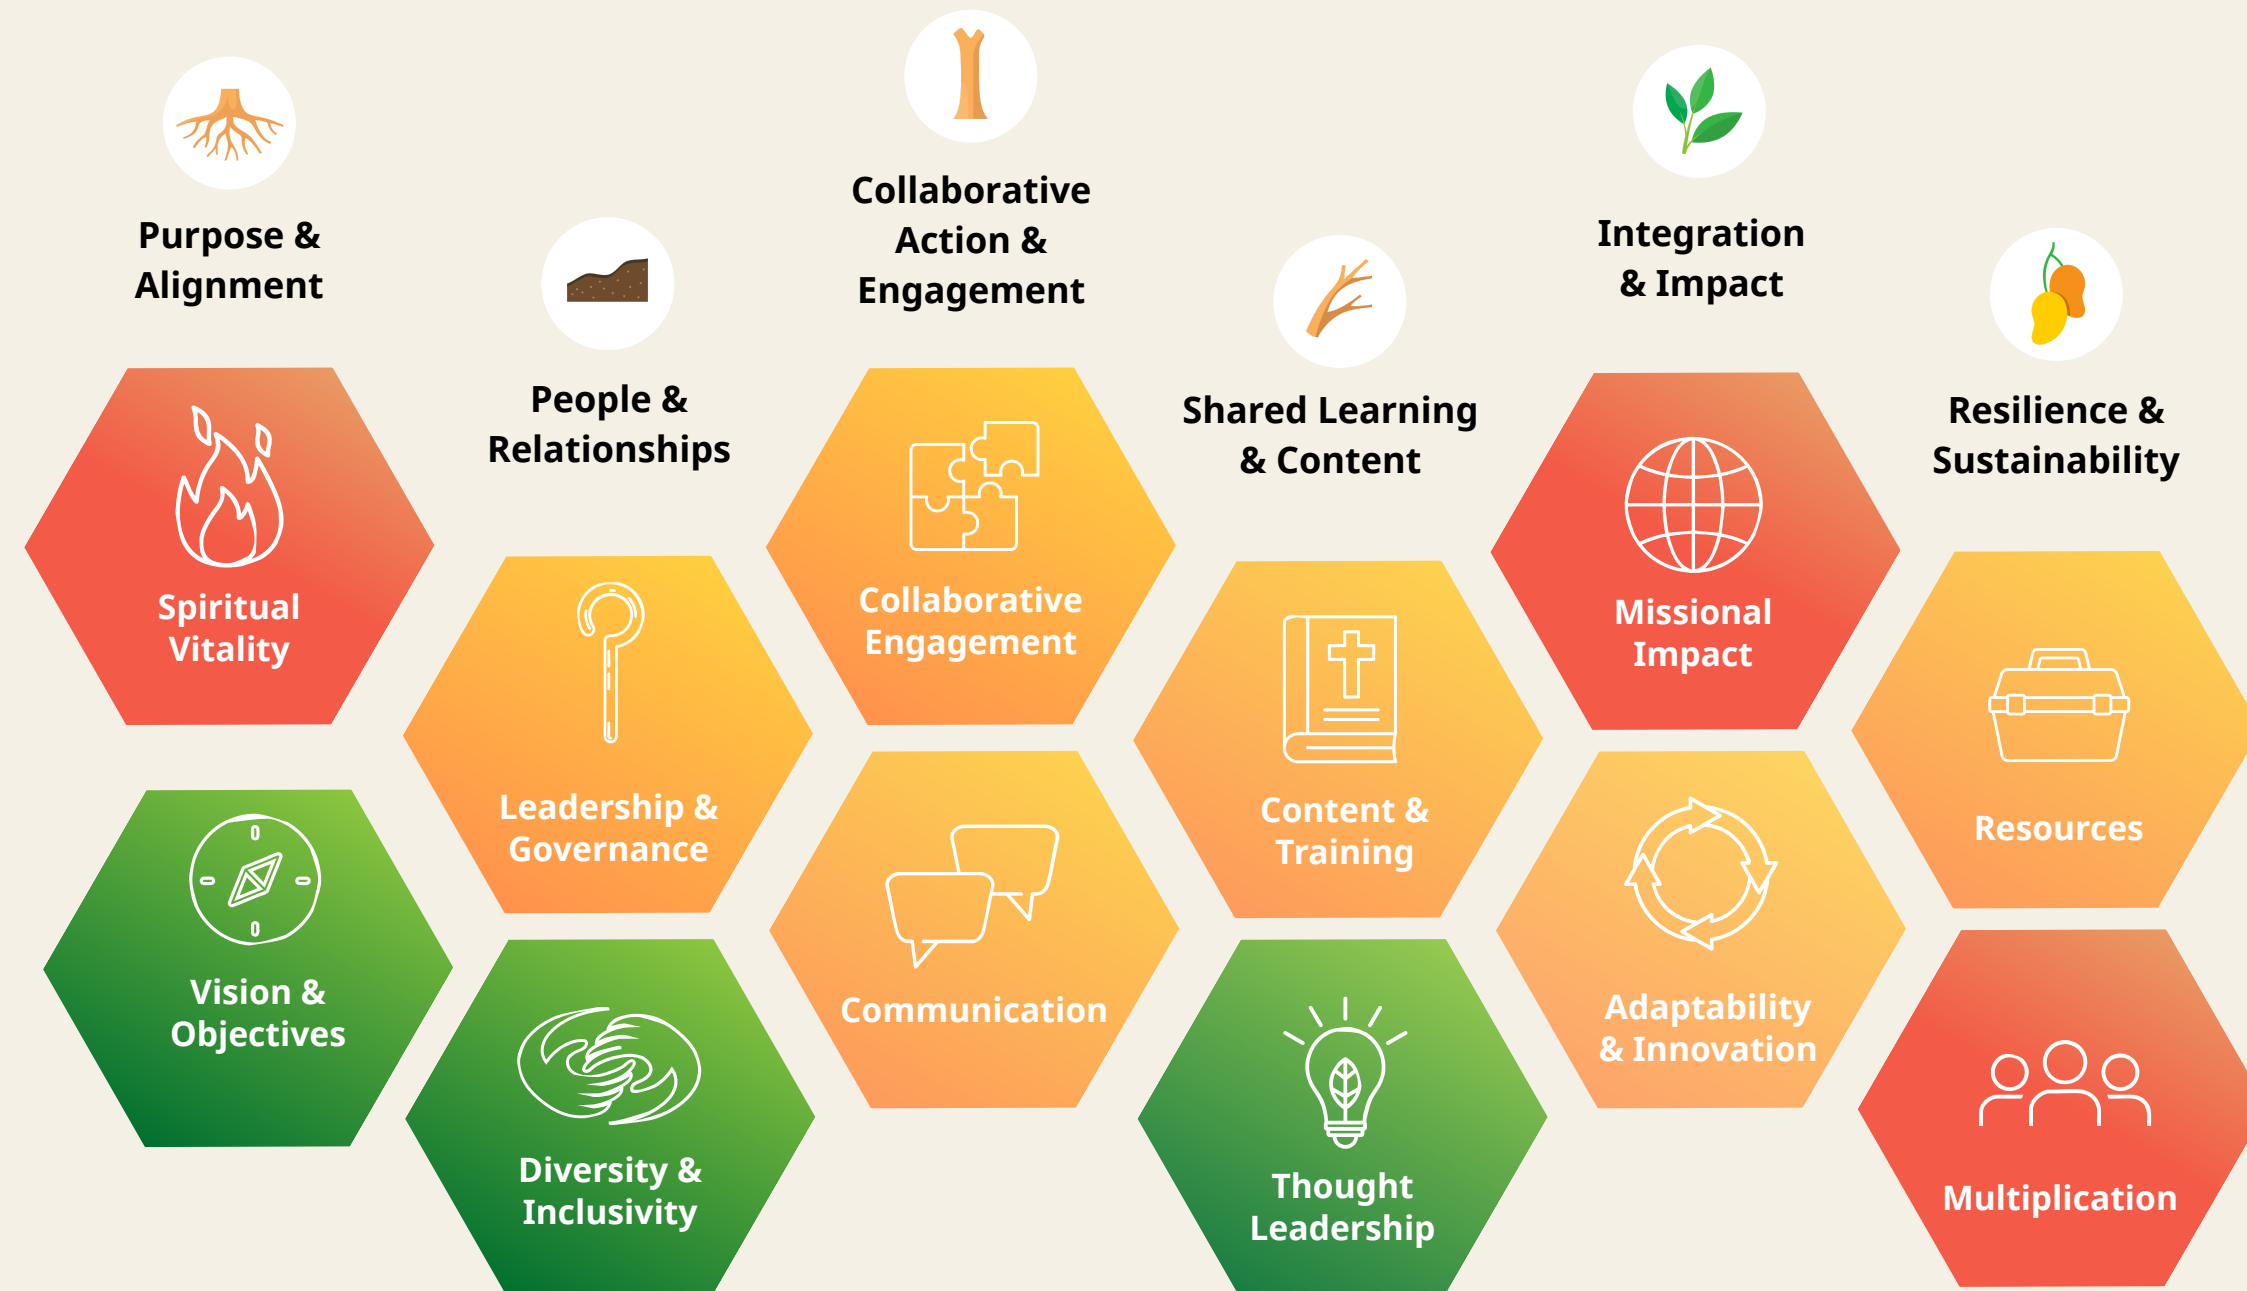 Purpose &
Alignment
Spiritual
Vitality
Vision &
Objectives
People &
Relationships
Leadership &
Governance
Diversity &
Inclusivity
Collaborative
Action &
Engagement
Collaborative
Engagement
Communication
Shared Learning
& Content
Content &
Training
Thought
Leadership
Integration
& Impact
Missional
Impact
Adaptability
& Innovation
Resilience &
Sustainability
Resources
Multiplication